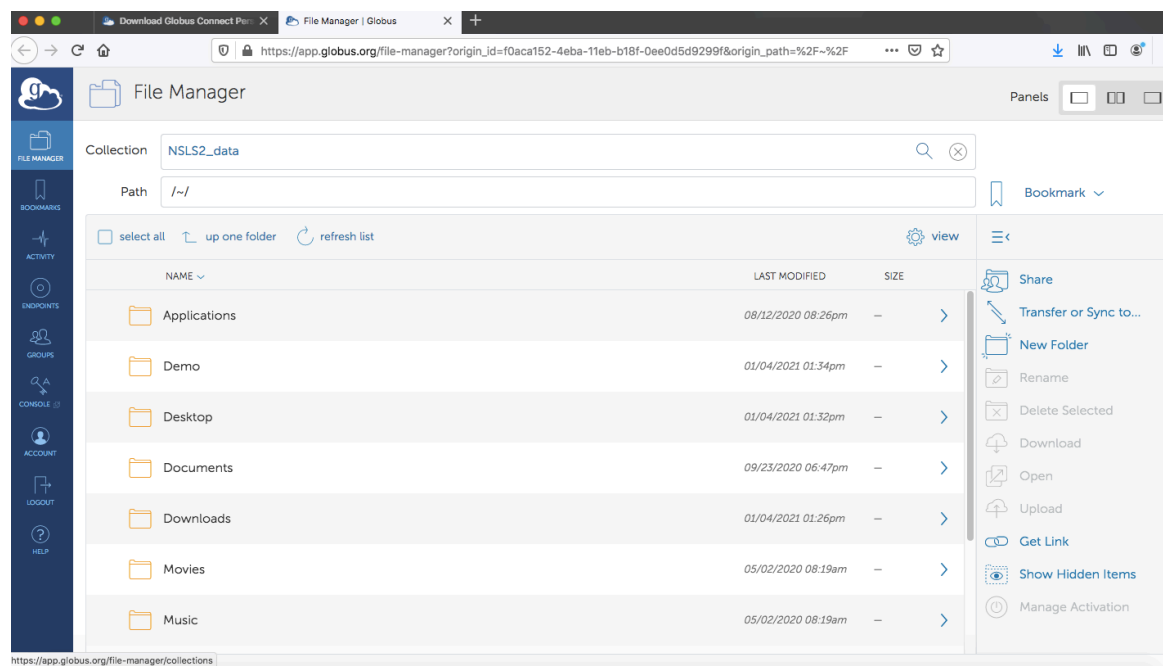 Download Globus Connect Pers
File Manager | Globus
https://app.globus.org/file-manager?origin_id=f0aca152-4eba-11eb-b18f-0ee0d5d9299f&origin_path=%2F~%2F
g
File Manager
Panels
FILE MANAGER
BOOKMARKS
ACTIVITY
ENDPOINTS
GROUPS
CONSOLE
ACCOUNT
LOGOUT
HELP
Collection NSLS2_data
Path /~/
Bookmark
select all up one folder refresh list view
NAME LAST MODIFIED SIZE
Applications 08/12/2020 08:26pm –
Demo 01/04/2021 01:34pm –
Desktop 01/04/2021 01:32pm –
Documents 09/23/2020 06:47pm –
Downloads 01/04/2021 01:26pm –
Movies 05/02/2020 08:19am –
Music 05/02/2020 08:19am –
Share
Transfer or Sync to...
New Folder
Rename
Delete Selected
Download
Open
Upload
Get Link
Show Hidden Items
Manage Activation
https://app.globus.org/file-manager/collections